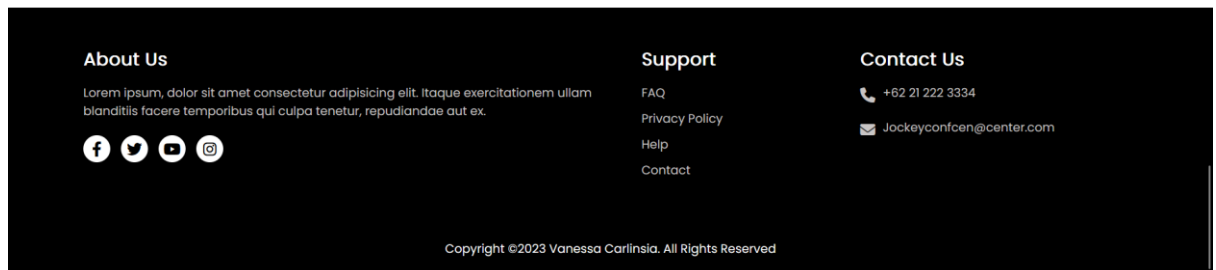 About Us
Lorem ipsum, dolor sit amet consectetur adipisicing elit. Itaque exercitationem ullam
blanditiis facere temporibus qui culpa tenetur, repudiandae aut ex.
Support
FAQ
Privacy Policy
Help
Contact
Contact Us
+62 21 222 3334
Jockeyconfcen@center.com
Copyright ©2023 Vanessa Carlinsia. All Rights Reserved